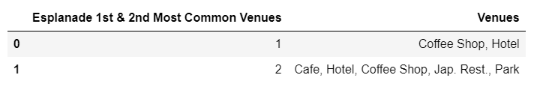 Esplanade 1st & 2nd Most Common Venues Venues
0 1 Coffee Shop, Hotel
1 2 Cafe, Hotel, Coffee Shop, Jap. Rest., Park